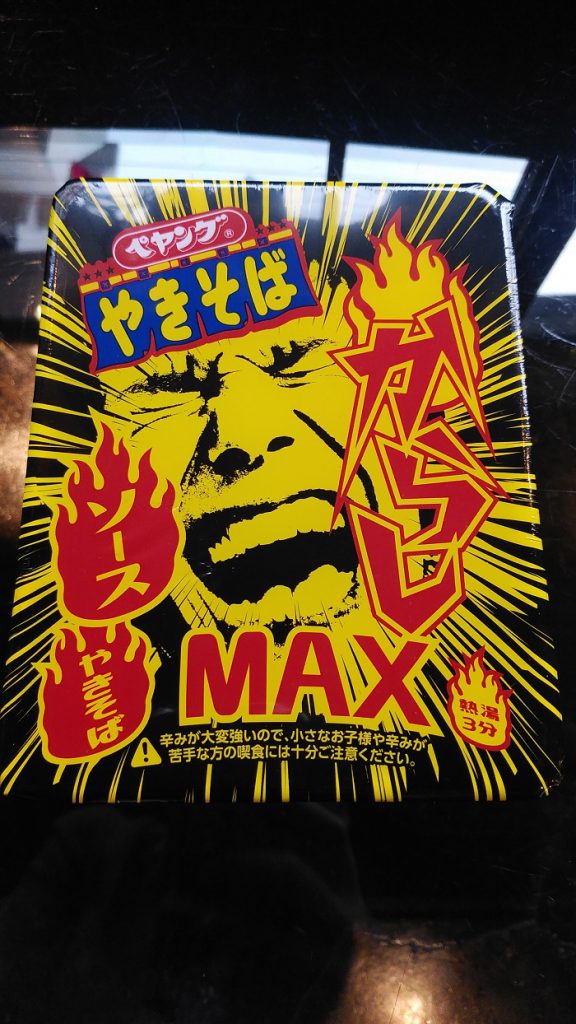 ペヤング®
やきそば
からし
MAX
ソース
やきそば
熱湯
3分
辛みが大変強いので、小さなお子様や辛みが
苦手な方の喫食には十分ご注意ください。